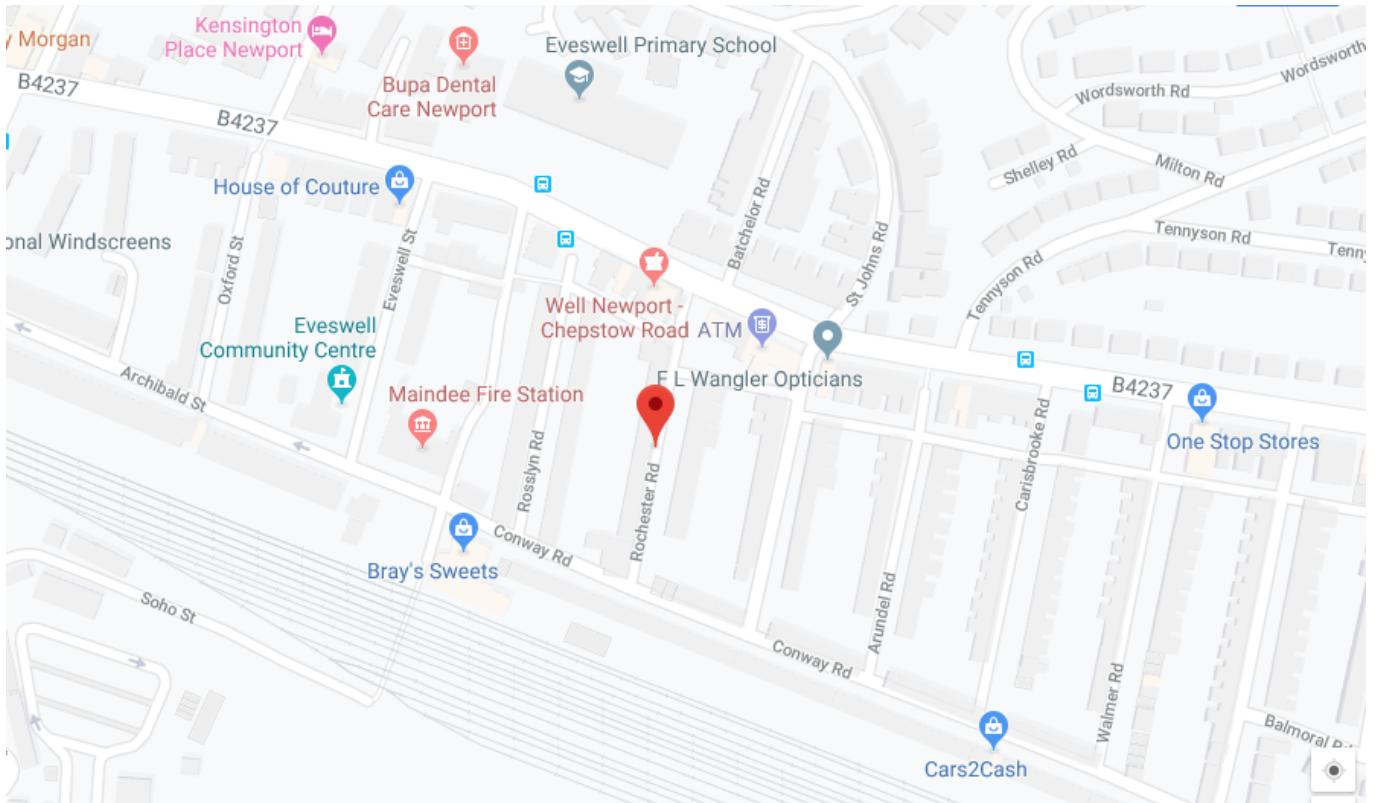 Kensington
Place Newport
y Morgan
B4237
Bupa Dental
Care Newport
Eveswell Primary School
Wordsworth
Wordsworth Rd
B4237
Shelley Rd
Milton Rd
House of Couture
Batchelor Rd
onal Windscreens
Oxford St
Eveswell St
St Johns Rd
Tennyson Rd
Tennyson Rd
Tenny
Well Newport -
Chepstow Road
ATM
Eveswell
Community Centre
Archibald St
Maindee Fire Station
F L Wangler Opticians
B4237
One Stop Stores
Rosslyn Rd
Rochester Rd
Carisbrooke Rd
Conway Rd
Bray's Sweets
Soho St
Arundel Rd
Conway Rd
Walmer Rd
Balmoral Rd
Cars2Cash